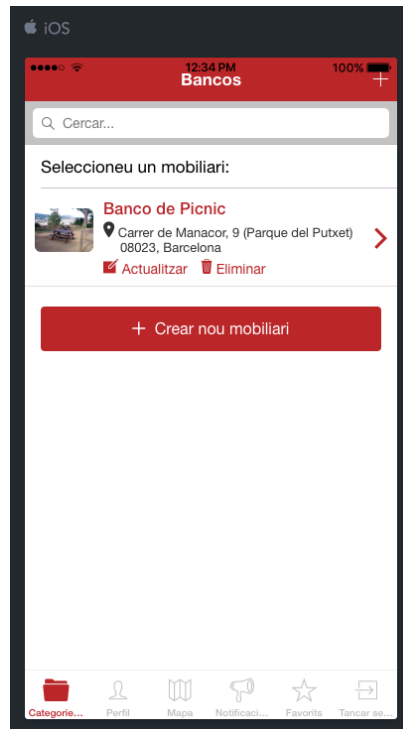 iOS
12:34 PM 100%
Bancos
Cercar...
Seleccioneu un mobiliari:
Banco de Picnic
Carrer de Manacor, 9 (Parque del Putxet)
08023, Barcelona
Actualitzar Eliminar
+ Crear nou mobiliari
Categorie... Perfil Mapa Notificaci... Favorits Tancar se...